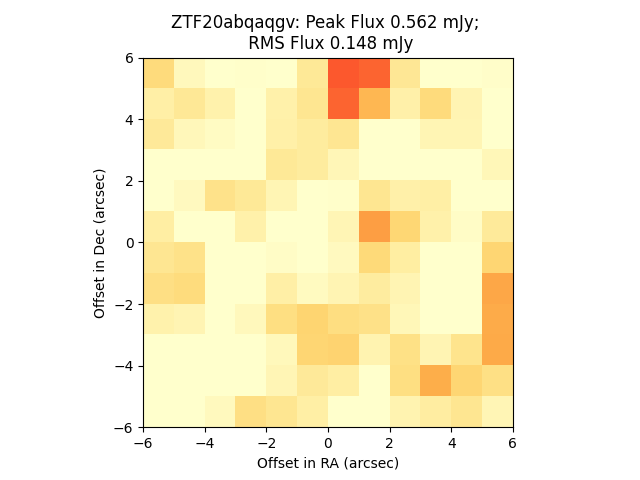 ZTF20abqaqgv: Peak Flux 0.562 mJy;
RMS Flux 0.148 mJy
6
4
2
0
−2
−4
−6
Offset in Dec (arcsec)
−6 −4 −2 0 2 4 6
Offset in RA (arcsec)